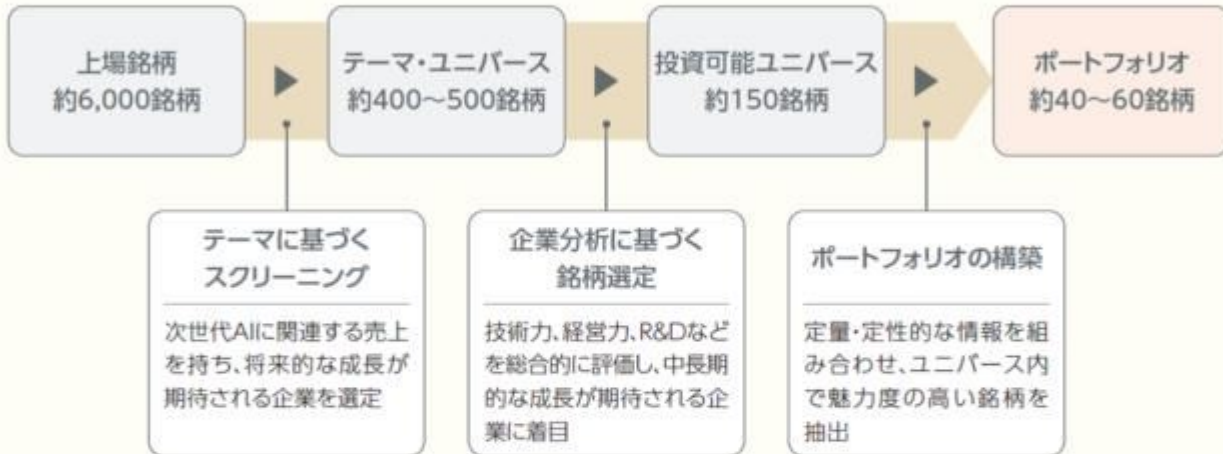 上場銘柄
約6,000銘柄
テーマ・ユニバース
約400～500銘柄
投資可能ユニバース
約150銘柄
ポートフォリオ
約40～60銘柄
テーマに基づく
スクリーニング
次世代AIに関連する売上
を持ち、将来的な成長が
期待される企業を選定
企業分析に基づく
銘柄選定
技術力、経営力、R&Dなど
を総合的に評価し、中長期
的な成長が期待される企
業に着目
ポートフォリオの構築
定量・定性的な情報を組
み合わせ、ユニバース内
で魅力度の高い銘柄を
抽出